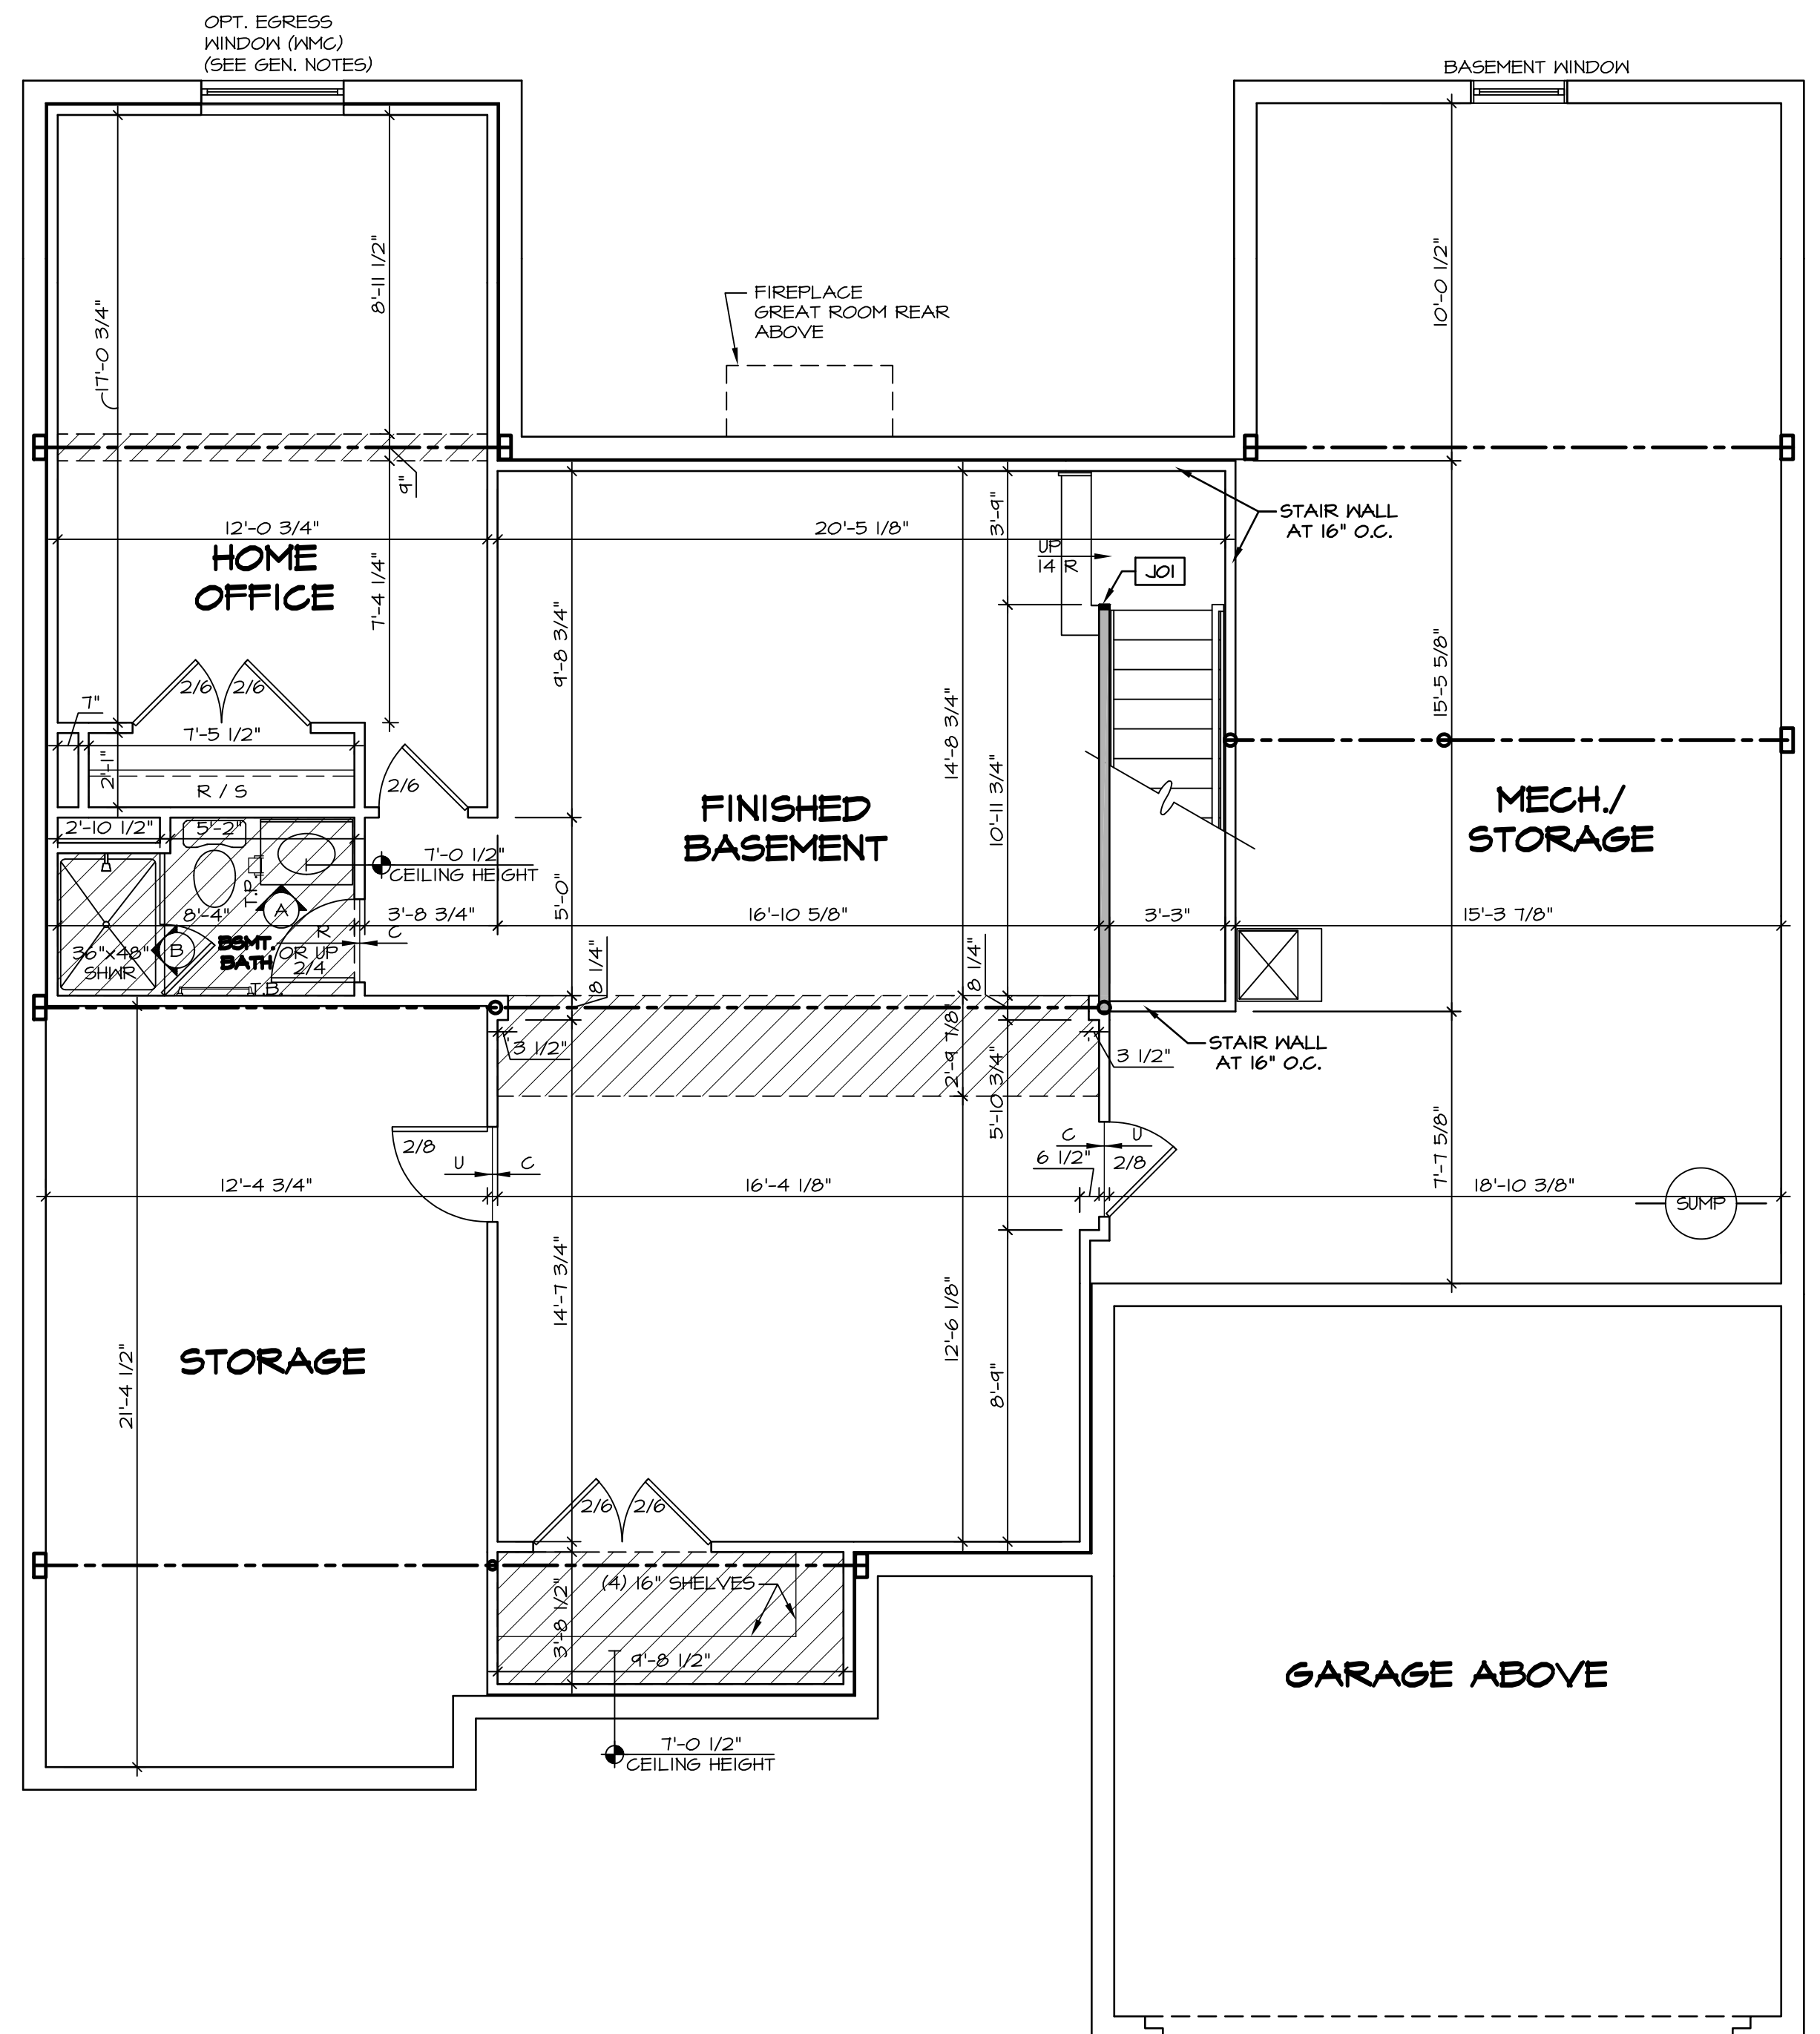 OPT. EGRESS
WINDOW (WMC)
(SEE GEN. NOTES)
BASEMENT WINDOW
FIREPLACE
GREAT ROOM REAR
ABOVE
17'-0 3/4"
8'-11 1/2"
10'-0 1/2"
9"
STAIR WALL
AT 16" O.C.
12'-0 3/4"
20'-5 1/8"
3'-9"
HOME
OFFICE
UP
14 R
J01
7'-4 1/4"
9'-8 3/4"
14'-8 3/4"
15'-5 5/8"
2/6
2/6
7"
7'-5 1/2"
2'-1"
R / S
2/6
FINISHED
BASEMENT
10'-11 3/4"
MECH./
STORAGE
2'-10 1/2"
5'-2"
7'-0 1/2"
CEILING HEIGHT
T.P.
A
8'-4"
3'-8 3/4"
5'-0"
16'-10 5/8"
3'-3"
15'-3 7/8"
36"x48"
SHWR
B
BSMT.
BATH
R
C
OR UP
2/4
T.B.
8 1/4"
8 1/4"
3 1/2"
2'-9 7/8"
5'-10 3/4"
3 1/2"
STAIR WALL
AT 16" O.C.
2/8
U
C
C
U
6 1/2"
2/8
7'-7 5/8"
12'-4 3/4"
16'-4 1/8"
18'-10 3/8"
SUMP
14'-7 3/4"
12'-6 1/8"
8'-9"
STORAGE
21'-4 1/2"
2/6
2/6
(4) 16" SHELVES
3'-8 1/2"
9'-8 1/2"
GARAGE ABOVE
7'-0 1/2"
CEILING HEIGHT